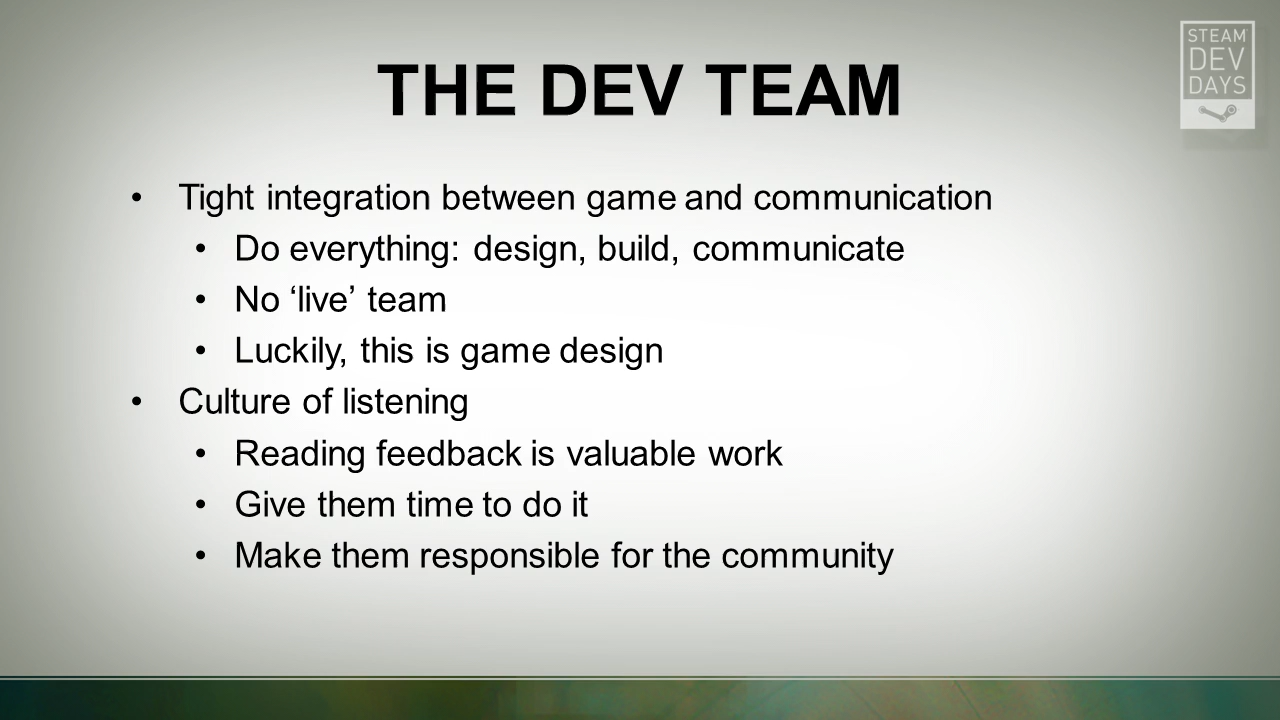 THE DEV TEAM
STEAM
DEV
DAYS
• Tight integration between game and communication
• Do everything: design, build, communicate
• No ‘live’ team
• Luckily, this is game design
• Culture of listening
• Reading feedback is valuable work
• Give them time to do it
• Make them responsible for the community